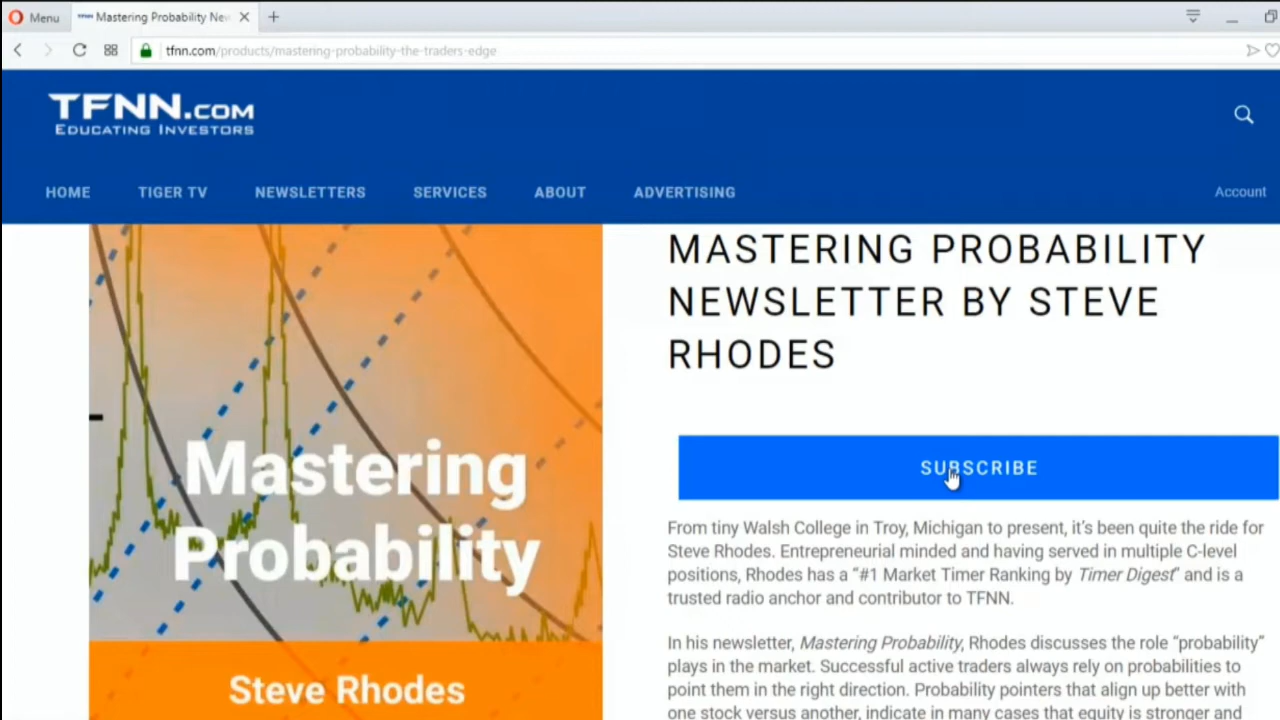 Menu
TFNN Mastering Probability New
tfnn.com/products/mastering-probability-the-traders-edge
TFNN.COM
EDUCATING INVESTORS
HOME TIGER TV NEWSLETTERS SERVICES ABOUT ADVERTISING Account
Mastering
Probability
Steve Rhodes
MASTERING PROBABILITY
NEWSLETTER BY STEVE
RHODES
SUBSCRIBE
From tiny Walsh College in Troy, Michigan to present, it's been quite the ride for
Steve Rhodes. Entrepreneurial minded and having served in multiple C-level
positions, Rhodes has a “#1 Market Timer Ranking by Timer Digest” and is a
trusted radio anchor and contributor to TFNN.
In his newsletter, Mastering Probability, Rhodes discusses the role “probability”
plays in the market. Successful active traders always rely on probabilities to
point them in the right direction. Probability pointers that align up better with
one stock versus another, indicate in many cases that equity is stronger and